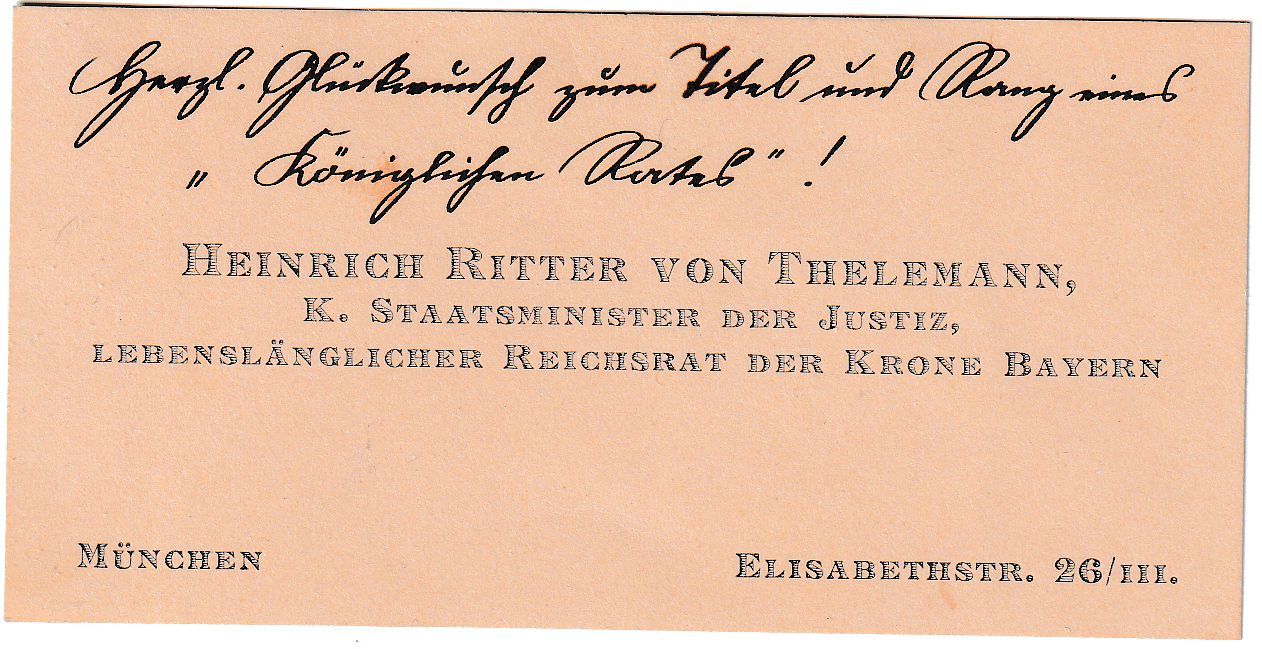 Herzl. Glückwunsch zum Titel und Rang eines
„Königlichen Rates"!
HEINRICH RITTER VON THELEMANN,
K. STAATSMINISTER DER JUSTIZ,
LEBENSLÄNGLICHER REICHSRAT DER KRONE BAYERN
MÜNCHEN
ELISABETHSTR. 26/III.